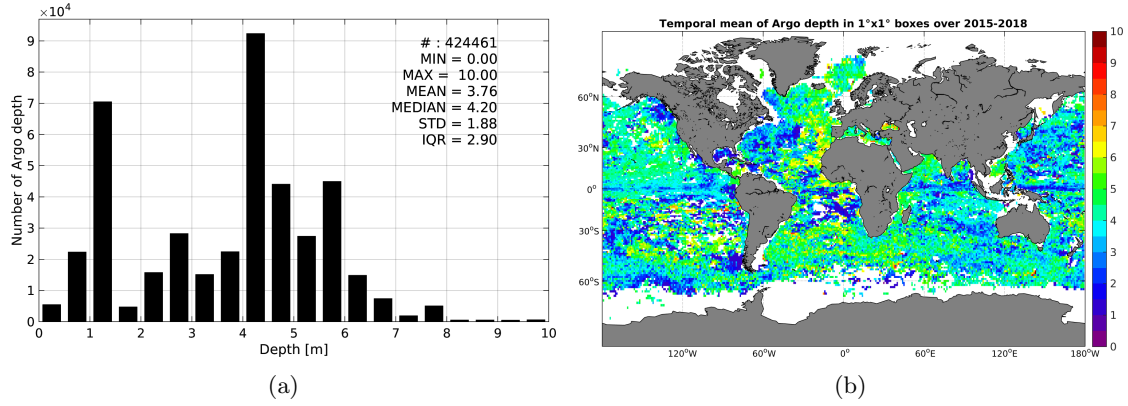 ×10⁴
9
8
7
6
5
4
3
2
1
0
Number of Argo depth
# : 424461
MIN = 0.00
MAX = 10.00
MEAN = 3.76
MEDIAN = 4.20
STD = 1.88
IQR = 2.90
0 1 2 3 4 5 6 7 8 9 10
Depth [m]
(a)
Temporal mean of Argo depth in 1°x1° boxes over 2015-2018
60°N
30°N
0°
30°S
60°S
120°W 60°W 0° 60°E 120°E 180°W
10
9
8
7
6
5
4
3
2
1
0
(b)